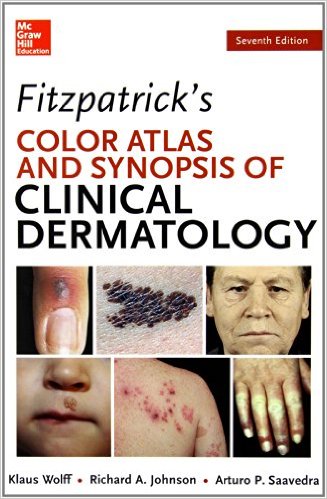 Mc
Graw
Hill
Education
Seventh Edition
Fitzpatrick's
COLOR ATLAS
AND SYNOPSIS OF
CLINICAL
DERMATOLOGY
Klaus Wolff • Richard A. Johnson • Arturo P. Saavedra